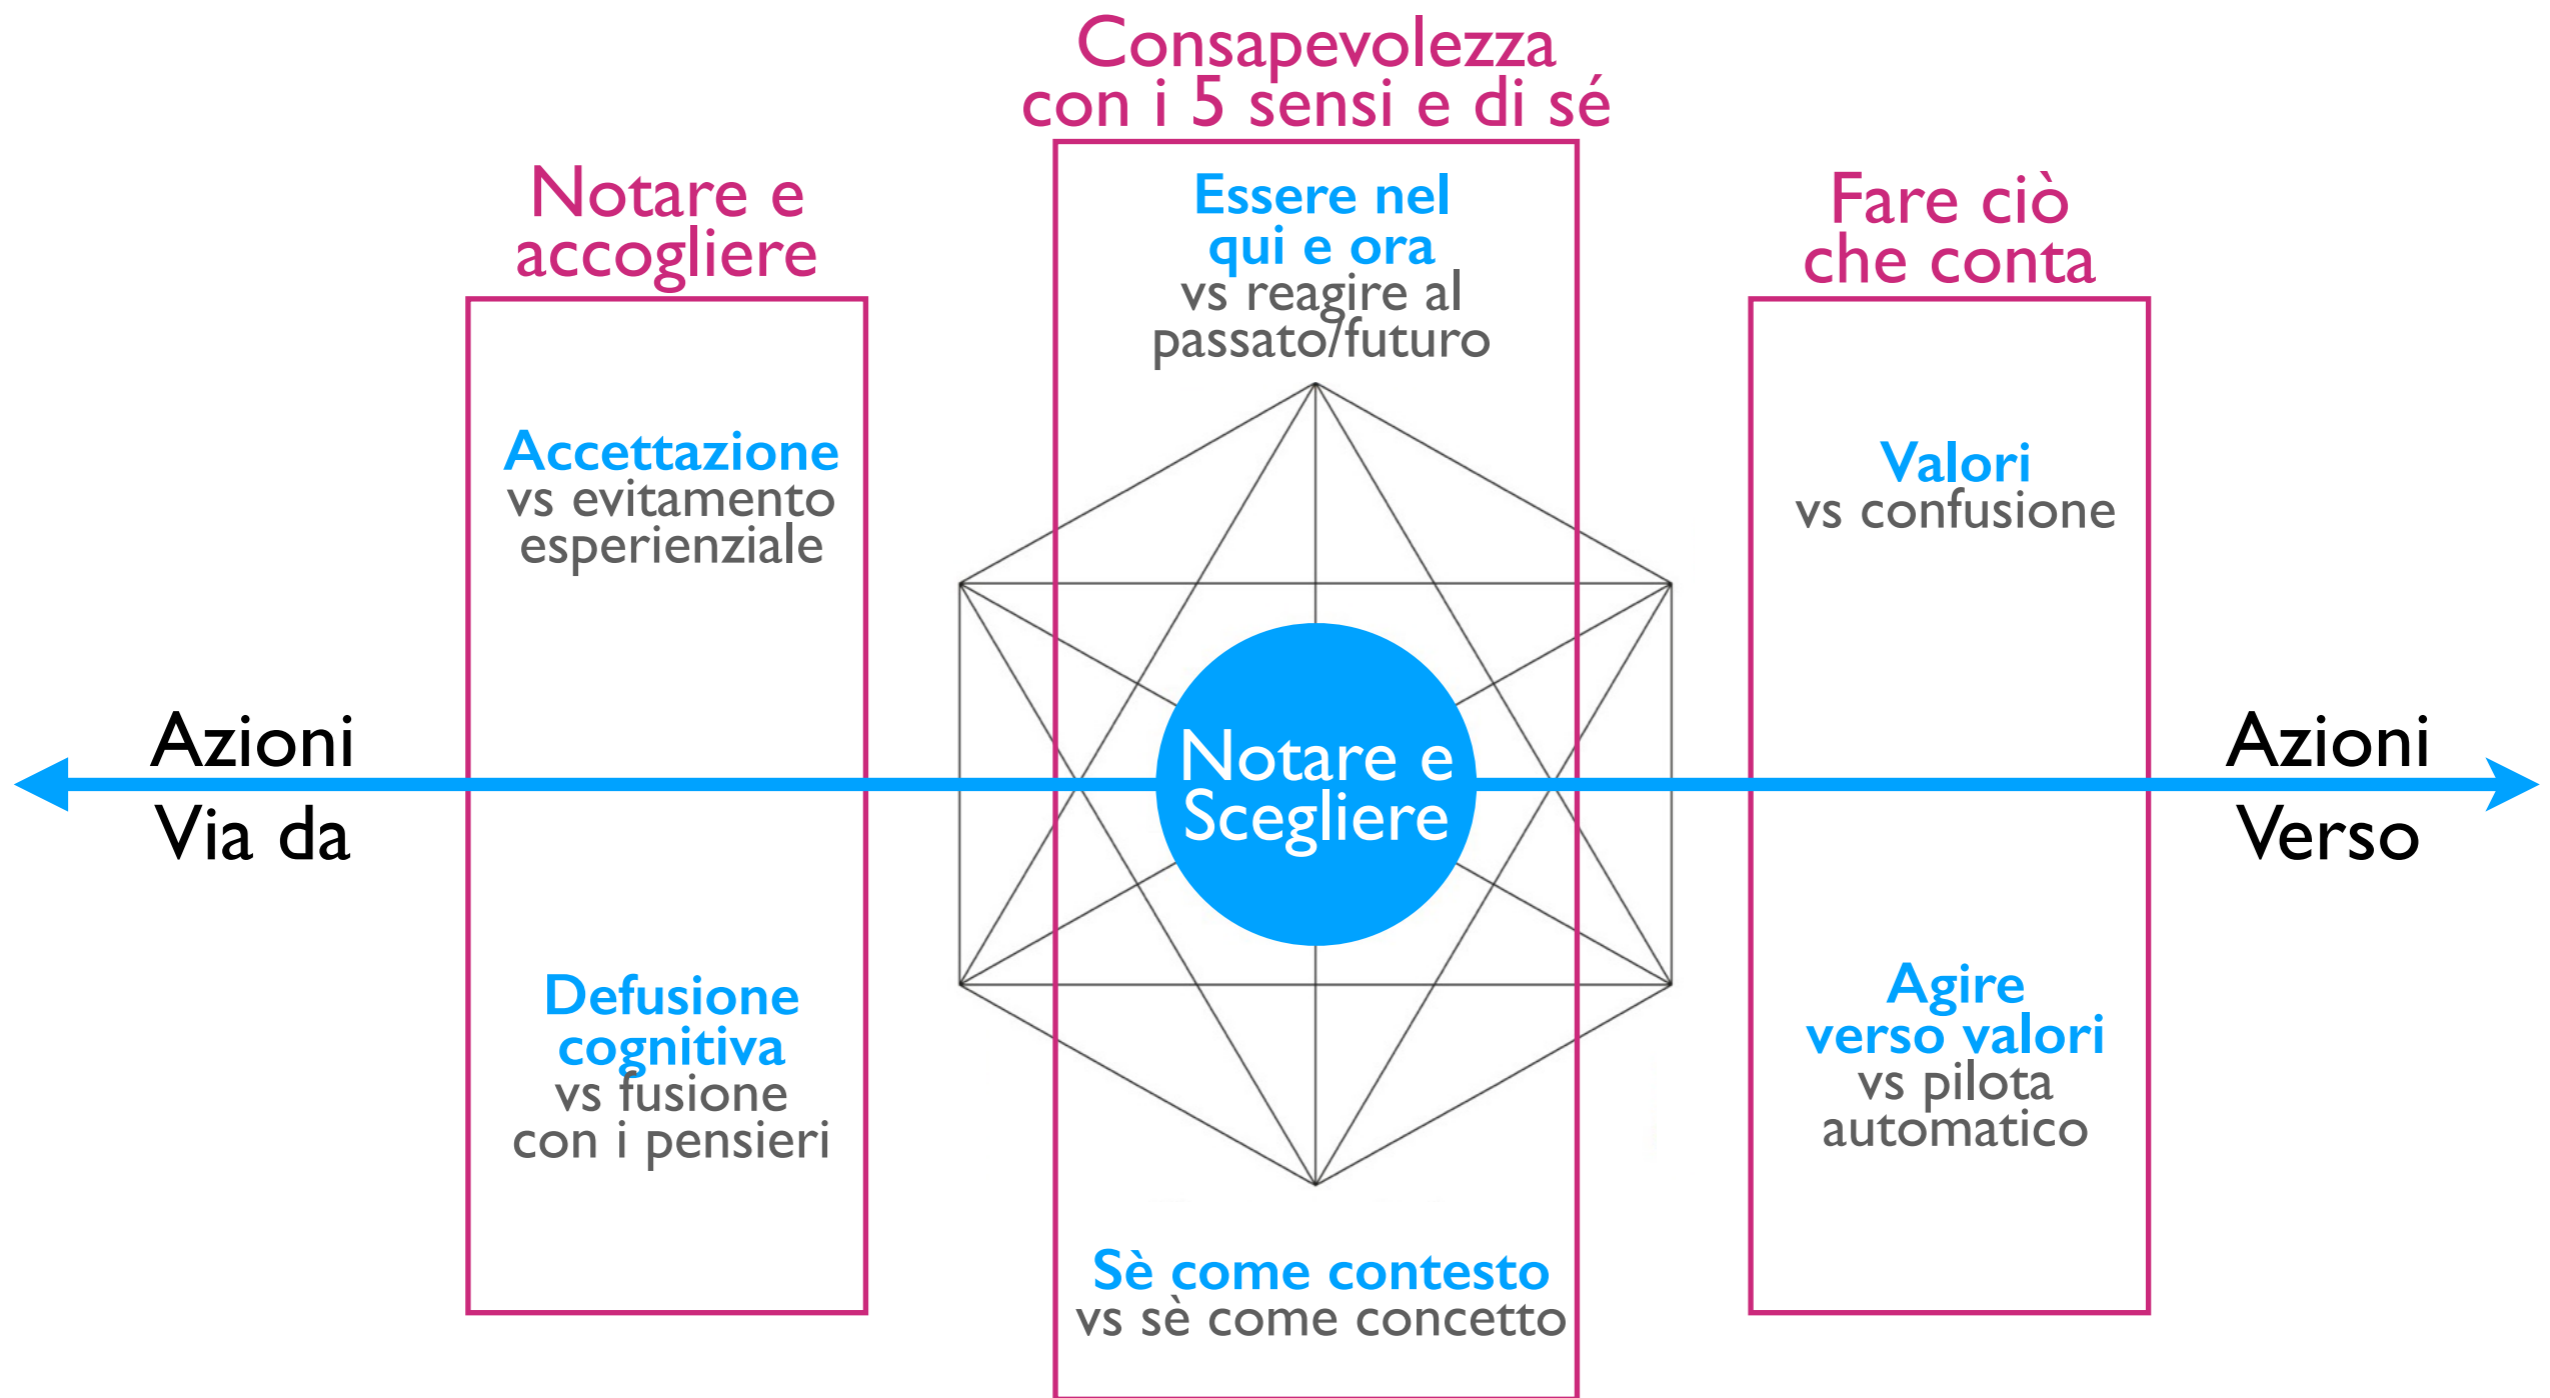 Consapevolezza
con i 5 sensi e di sé
Notare e
accogliere
Fare ciò
che conta
Essere nel
qui e ora
vs reagire al
passato/futuro
Accettazione
vs evitamento
esperienziale
Valori
vs confusione
Azioni
Via da
Notare e
Scegliere
Azioni
Verso
Defusione
cognitiva
vs fusione
con i pensieri
Agire
verso valori
vs pilota
automatico
Sè come contesto
vs sè come concetto